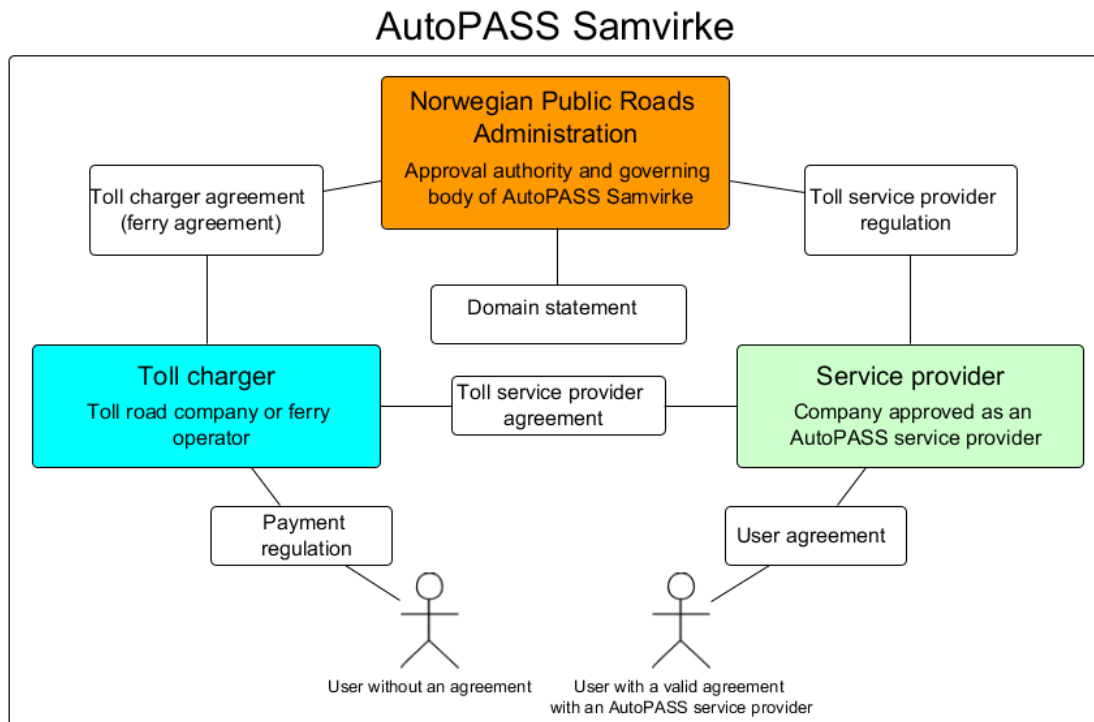 AutoPASS Samvirke
Norwegian Public Roads
Administration
Approval authority and governing
body of AutoPASS Samvirke
Toll charger agreement
(ferry agreement)
Toll service provider
regulation
Domain statement
Toll charger
Toll road company or ferry
operator
Toll service provider
agreement
Service provider
Company approved as an
AutoPASS service provider
Payment
regulation
User agreement
User without an agreement
User with a valid agreement
with an AutoPASS service provider